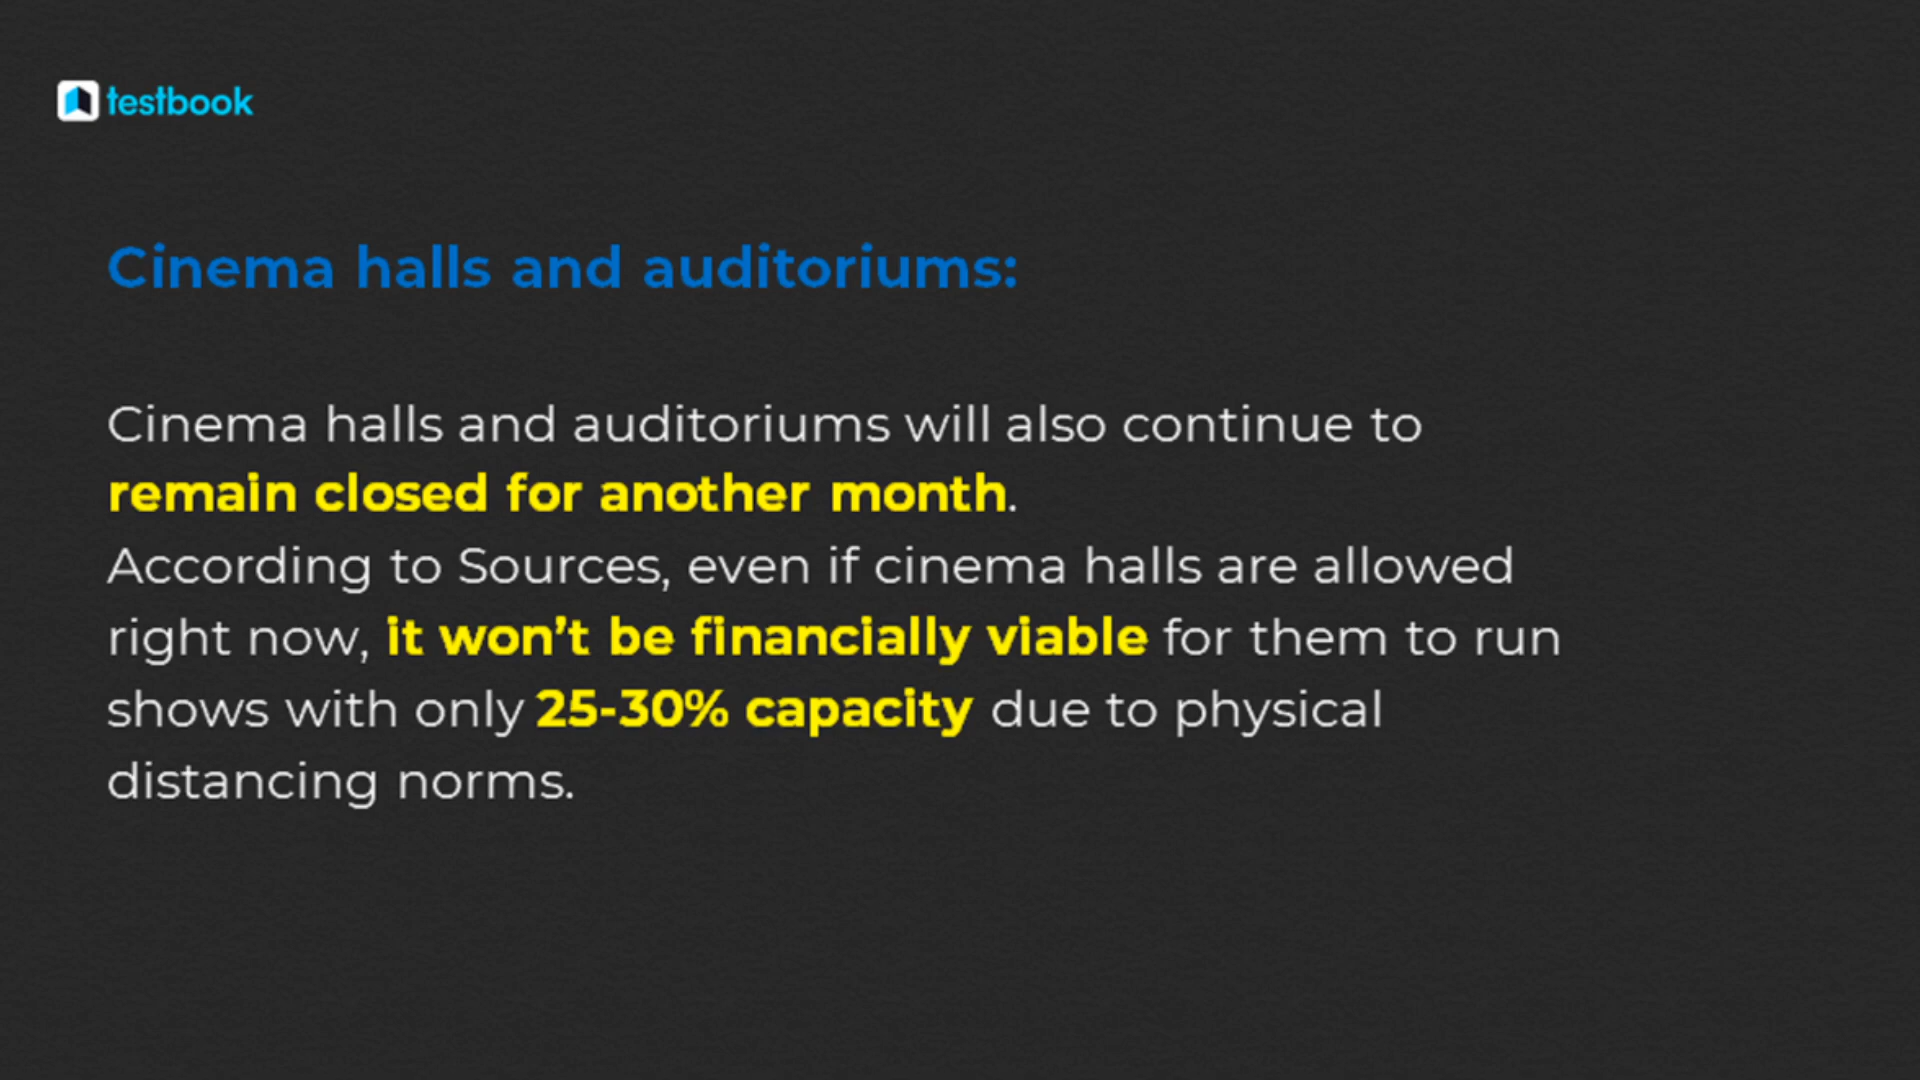 testbook
Cinema halls and auditoriums:
Cinema halls and auditoriums will also continue to
remain closed for another month.
According to Sources, even if cinema halls are allowed
right now, it won’t be financially viable for them to run
shows with only 25-30% capacity due to physical
distancing norms.